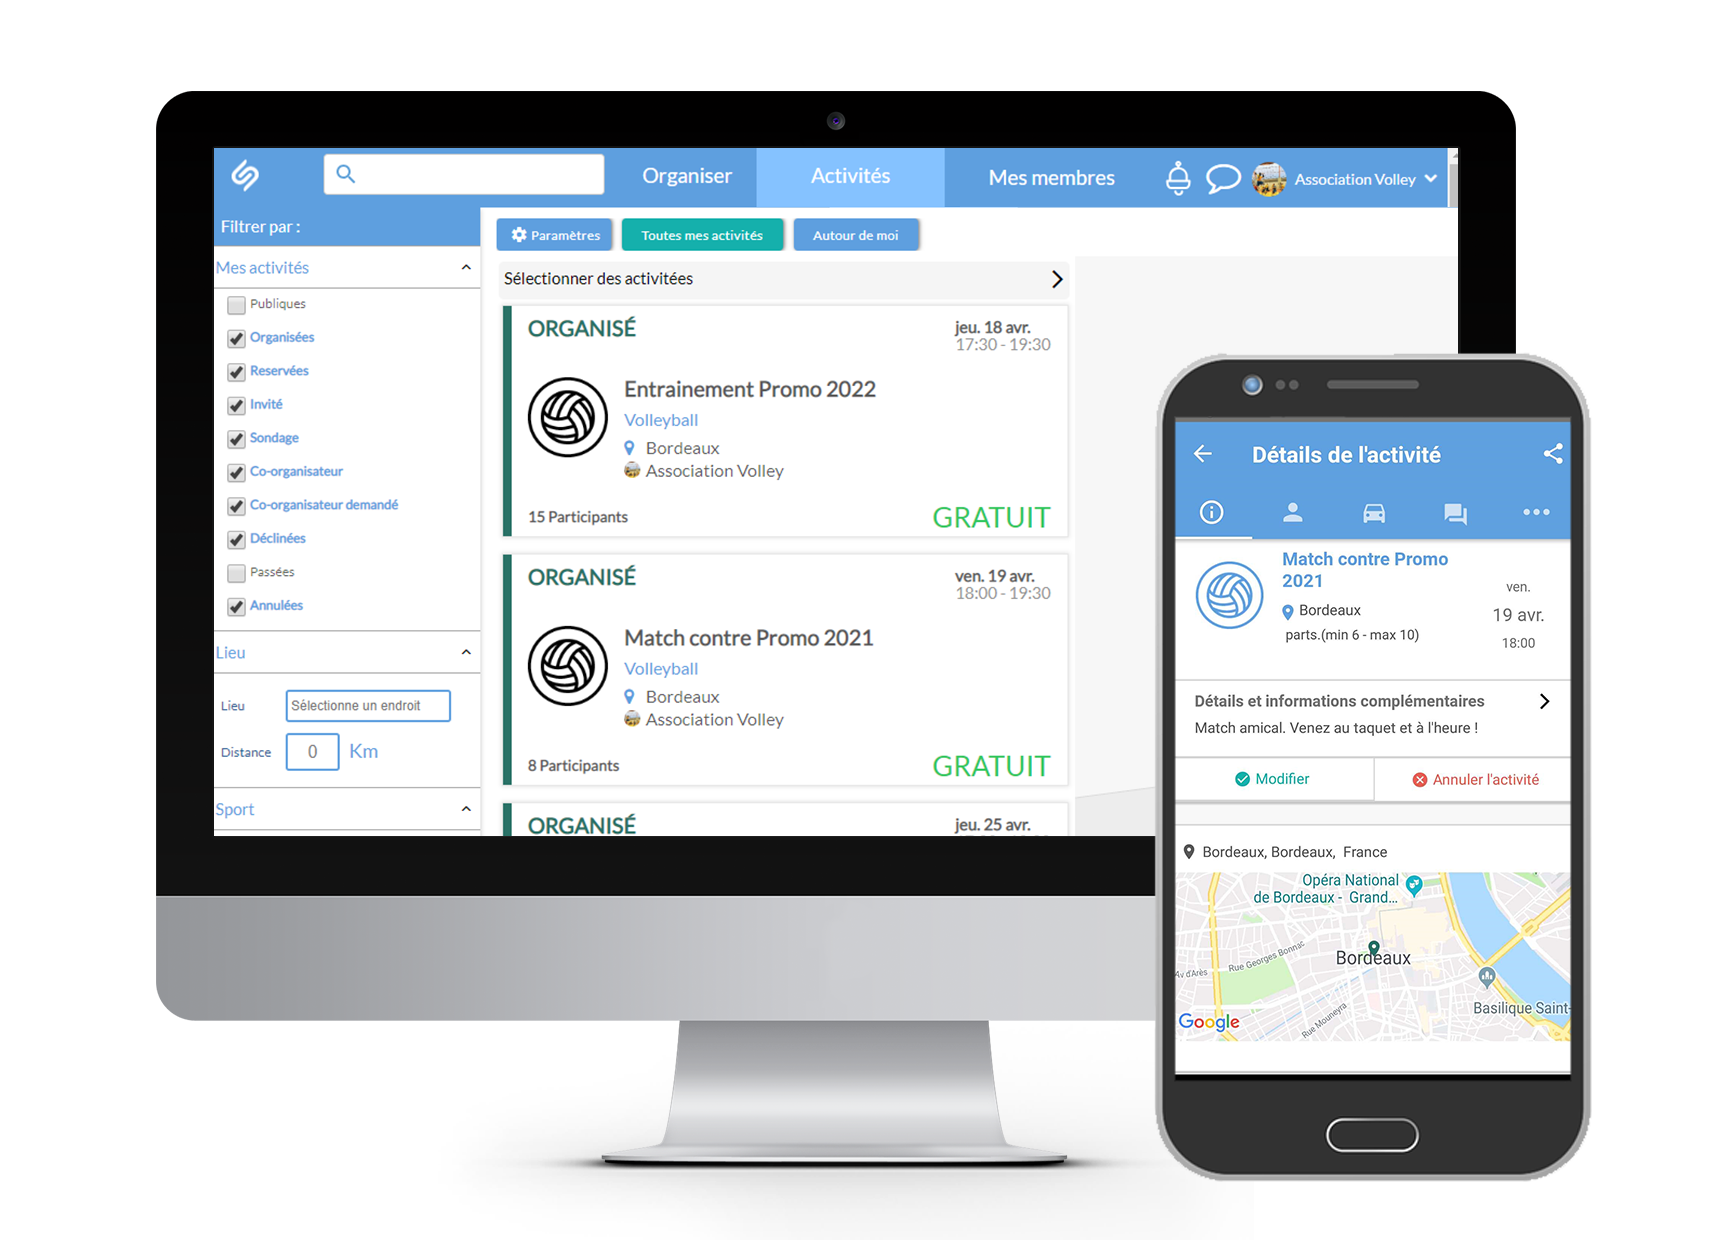 Organiser
Activités
Mes membres
Association Volley
Filtrer par :
Mes activités
Publiques
Organisées
Reservées
Invité
Sondage
Co-organisateur
Co-organisateur demandé
Déclinées
Passées
Annulées
Lieu
Lieu
Sélectionne un endroit
Distance
0
Km
Sport
Paramètres
Toutes mes activités
Autour de moi
Sélectionner des activitées
ORGANISÉ
jeu. 18 avr.
17:30 - 19:30
Entrainement Promo 2022
Volleyball
Bordeaux
Association Volley
15 Participants
GRATUIT
ORGANISÉ
ven. 19 avr.
18:00 - 19:30
Match contre Promo 2021
Volleyball
Bordeaux
Association Volley
8 Participants
GRATUIT
ORGANISÉ
jeu. 25 avr.
Détails de l'activité
Match contre Promo
2021
Bordeaux
parts.(min 6 - max 10)
ven.
19 avr.
18:00
Détails et informations complémentaires
Match amical. Venez au taquet et à l'heure !
Modifier
Annuler l'activité
Bordeaux, Bordeaux, France
Opéra National
de Bordeaux - Grand...
Rue Georges Bonnac
Bordeaux
Av d'Arès
Basilique Saint-
Rue Mouneyra
Google